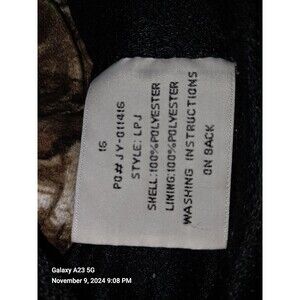 16
PO# JY-011416
STYLE: LPJ
SHELL:100%POLYESTER
LINING:100%POLYESTER
WASHING INSTRUCTIONS
ON BACK
Galaxy A23 5G
November 9, 2024 9:08 PM